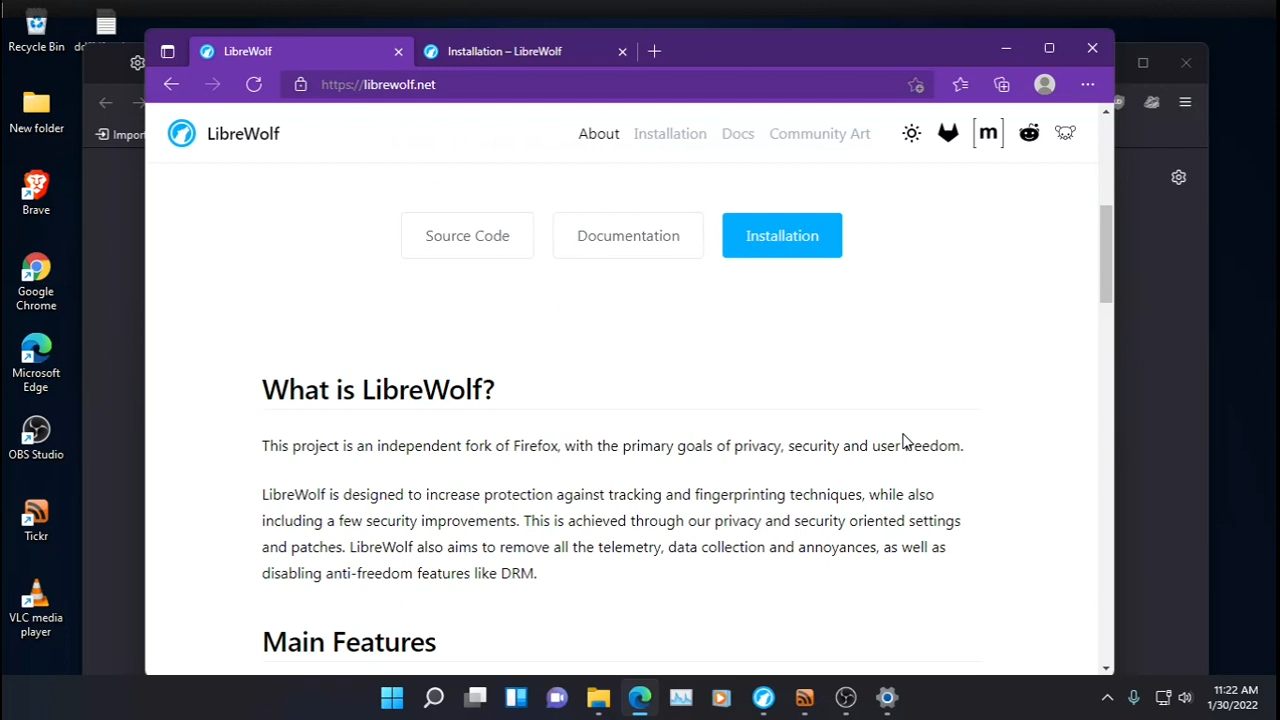 Recycle Bin
New folder
Brave
Google
Chrome
Microsoft
Edge
OBS Studio
Tickr
VLC media
player
Import
LibreWolf
Installation – LibreWolf
https://librewolf.net
LibreWolf
About
Installation
Docs
Community Art
m
Source Code
Documentation
Installation
What is LibreWolf?
This project is an independent fork of Firefox, with the primary goals of privacy, security and user freedom.
LibreWolf is designed to increase protection against tracking and fingerprinting techniques, while also
including a few security improvements. This is achieved through our privacy and security oriented settings
and patches. LibreWolf also aims to remove all the telemetry, data collection and annoyances, as well as
disabling anti-freedom features like DRM.
Main Features
11:22 AM
1/30/2022